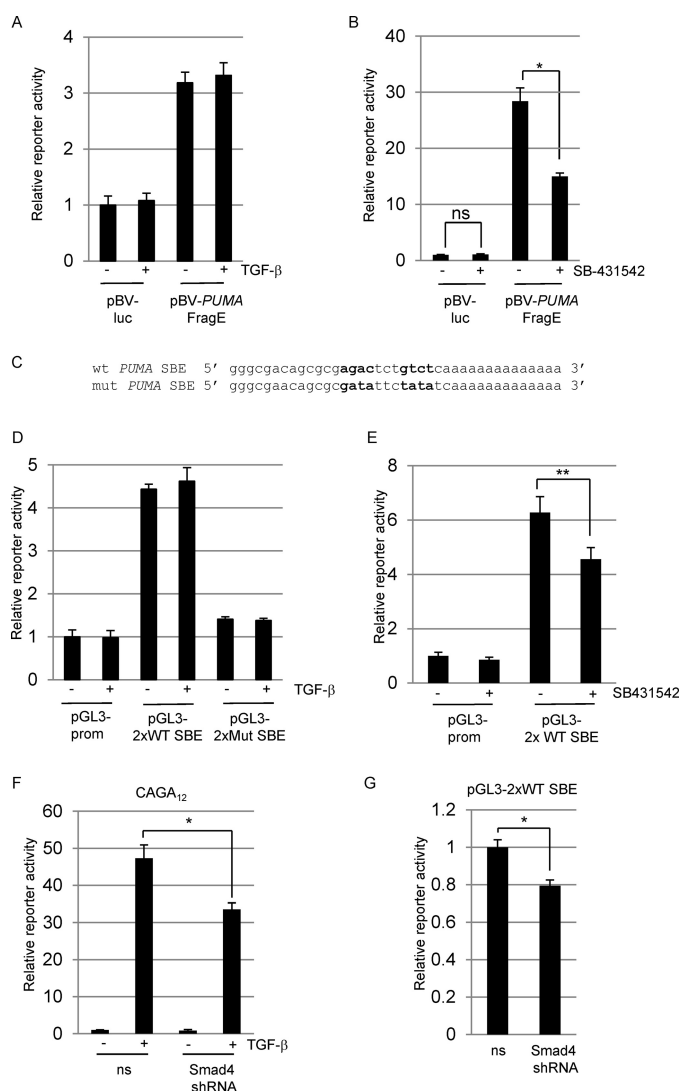 A
Relative reporter activity
4
3
2
1
0
- + - + TGF-β
pBV-
luc
pBV-PUMA
FragE
B
Relative reporter activity
40
30
20
10
0
ns
*
- + - + SB-431542
pBV-
luc
pBV-PUMA
FragE
C
wt PUMA SBE 5' gggcgacagcgcgagactctgtctcaaaaaaaaaaaaaa 3'
mut PUMA SBE 5' gggcgaacagcgcgatattctatatcaaaaaaaaaaaaa 3'
D
Relative reporter activity
5
4
3
2
1
0
- + - + - + TGF-β
pGL3-
prom
pGL3-
2xWT SBE
pGL3-
2xMut SBE
E
Relative reporter activity
8
6
4
2
0
**
- + - + SB431542
pGL3-
prom
pGL3-
2x WT SBE
F
CAGA12
Relative reporter activity
60
50
40
30
20
10
0
*
- + - + TGF-β
ns
Smad4
shRNA
G
pGL3-2xWT SBE
Relative reporter activity
1.2
1
0.8
0.6
0.4
0.2
0
*
ns
Smad4
shRNA